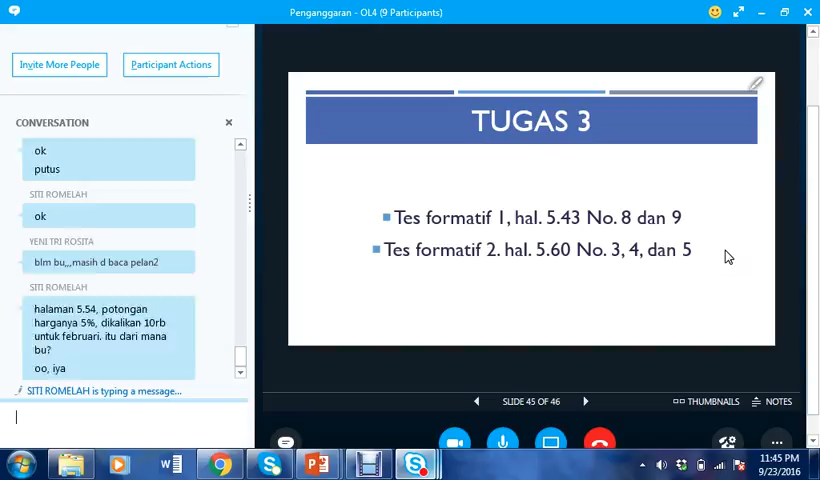 Penganggaran - OL4 (9 Participants)
Invite More People
Participant Actions
CONVERSATION
ok
putus
SITI ROMELAH
ok
YENI TRI ROSITA
blm bu,,,masih d baca pelan2
SITI ROMELAH
halaman 5.54, potongan
harganya 5%, dikalikan 10rb
untuk februari. itu dari mana
bu?
oo, iya
SITI ROMELAH is typing a message...
TUGAS 3
Tes formatif 1, hal. 5.43 No. 8 dan 9
Tes formatif 2. hal. 5.60 No. 3, 4, dan 5
SLIDE 45 OF 46
THUMBNAILS
NOTES
11:45 PM
9/23/2016